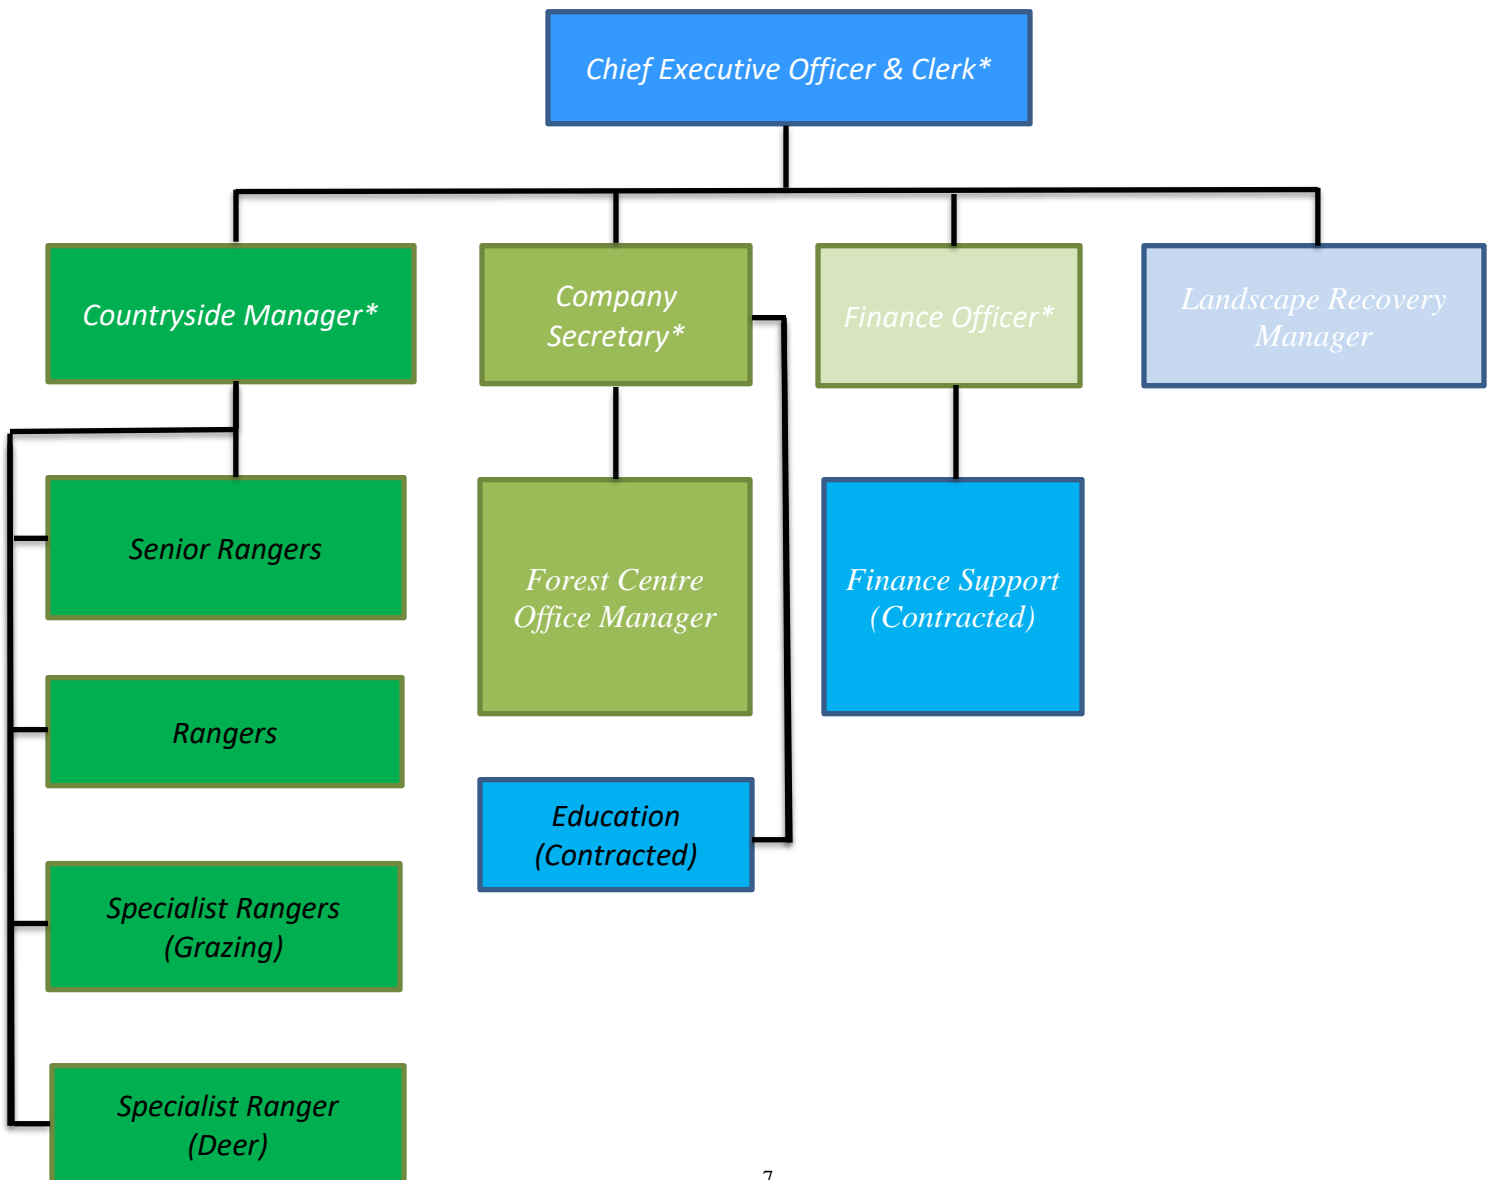 Chief Executive Officer & Clerk*
Countryside Manager*
Company
Secretary*
Finance Officer*
Landscape Recovery
Manager
Senior Rangers
Forest Centre
Office Manager
Finance Support
(Contracted)
Rangers
Education
(Contracted)
Specialist Rangers
(Grazing)
Specialist Ranger
(Deer)
7